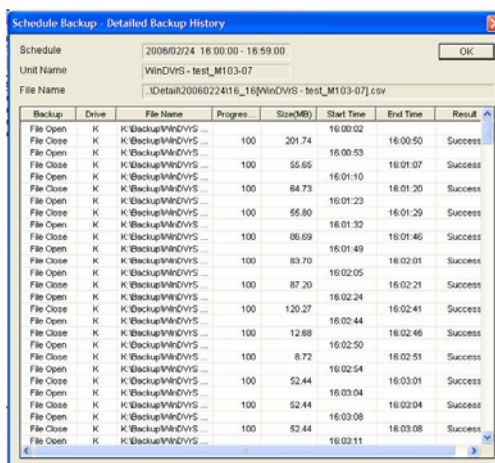 Schedule Backup - Detailed Backup History
Schedule 2006/02/24 16:00:00 - 16:59:00 OK
Unit Name WinDVrS - test_M103-07
File Name ..\Detail\20060224\16_16[WinDVrS - test_M103-07].csv
Backup Drive File Name Progres... Size(MB) Start Time End Time Result
File Open K K:\Backup\WinDVrS ... 16:00:02
File Close K K:\Backup\WinDVrS ... 100 201.74 16:00:50 Success
File Open K K:\Backup\WinDVrS ... 16:00:53
File Close K K:\Backup\WinDVrS ... 100 55.65 16:01:07 Success
File Open K K:\Backup\WinDVrS ... 16:01:10
File Close K K:\Backup\WinDVrS ... 100 64.73 16:01:20 Success
File Open K K:\Backup\WinDVrS ... 16:01:23
File Close K K:\Backup\WinDVrS ... 100 55.80 16:01:29 Success
File Open K K:\Backup\WinDVrS ... 16:01:32
File Close K K:\Backup\WinDVrS ... 100 86.69 16:01:46 Success
File Open K K:\Backup\WinDVrS ... 16:01:49
File Close K K:\Backup\WinDVrS ... 100 83.70 16:02:01 Success
File Open K K:\Backup\WinDVrS ... 16:02:05
File Close K K:\Backup\WinDVrS ... 100 87.20 16:02:21 Success
File Open K K:\Backup\WinDVrS ... 16:02:24
File Close K K:\Backup\WinDVrS ... 100 120.27 16:02:41 Success
File Open K K:\Backup\WinDVrS ... 16:02:44
File Close K K:\Backup\WinDVrS ... 100 12.68 16:02:46 Success
File Open K K:\Backup\WinDVrS ... 16:02:50
File Close K K:\Backup\WinDVrS ... 100 8.72 16:02:51 Success
File Open K K:\Backup\WinDVrS ... 16:02:54
File Close K K:\Backup\WinDVrS ... 100 52.44 16:03:01 Success
File Open K K:\Backup\WinDVrS ... 16:03:04
File Close K K:\Backup\WinDVrS ... 100 52.44 16:03:04 Success
File Open K K:\Backup\WinDVrS ... 16:03:08
File Close K K:\Backup\WinDVrS ... 100 52.44 16:03:08 Success
File Open K K:\Backup\WinDVrS ... 16:03:11